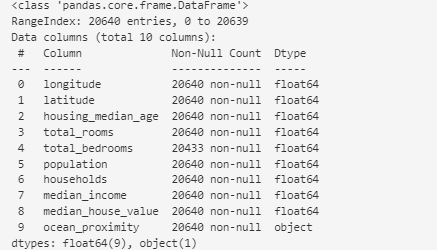 <class 'pandas.core.frame.DataFrame'>
RangeIndex: 20640 entries, 0 to 20639
Data columns (total 10 columns):
 #   Column              Non-Null Count  Dtype
---  ------              --------------  -----
 0   longitude           20640 non-null  float64
 1   latitude            20640 non-null  float64
 2   housing_median_age  20640 non-null  float64
 3   total_rooms         20640 non-null  float64
 4   total_bedrooms      20433 non-null  float64
 5   population          20640 non-null  float64
 6   households          20640 non-null  float64
 7   median_income       20640 non-null  float64
 8   median_house_value  20640 non-null  float64
 9   ocean_proximity     20640 non-null  object
dtypes: float64(9), object(1)